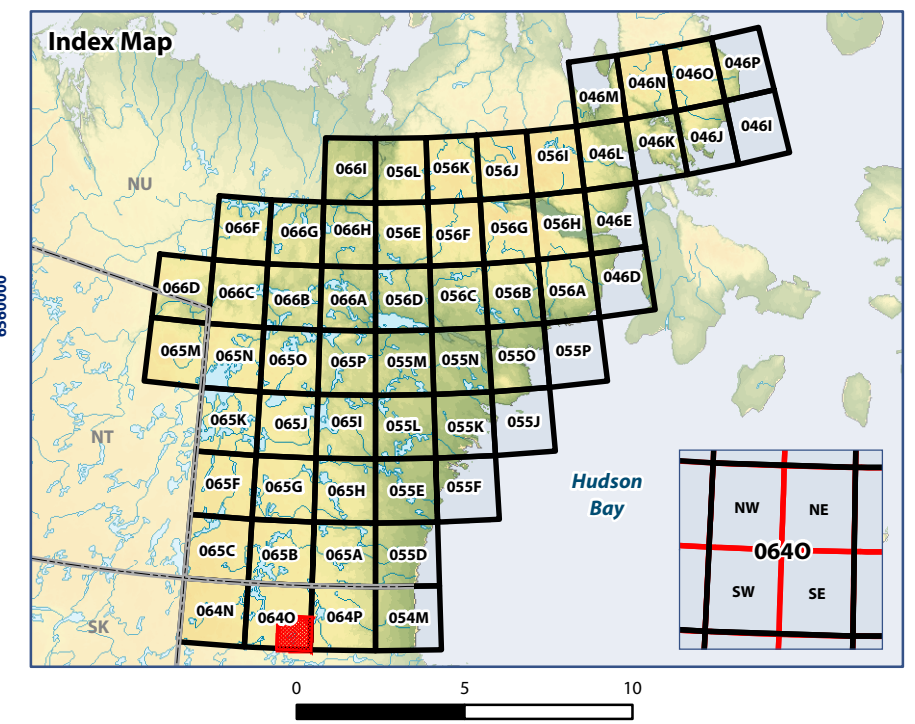 Index Map
046M 046N 046O 046P
066I 056L 056K 056J 056I 046L 046K 046J 046I
NU
066F 066G 066H 056E 056F 056G 056H 046E
066D 066C 066B 066A 056D 056C 056B 056A 046D
6560000
065M 065N 065O 065P 055M 055N 055O 055P
NT
065K 065J 065I 055L 055K 055J
065F 065G 065H 055E 055F
Hudson
Bay
065C 065B 065A 055D
SK
064N 064O 064P 054M
NW NE
064O
SW SE
0 5 10